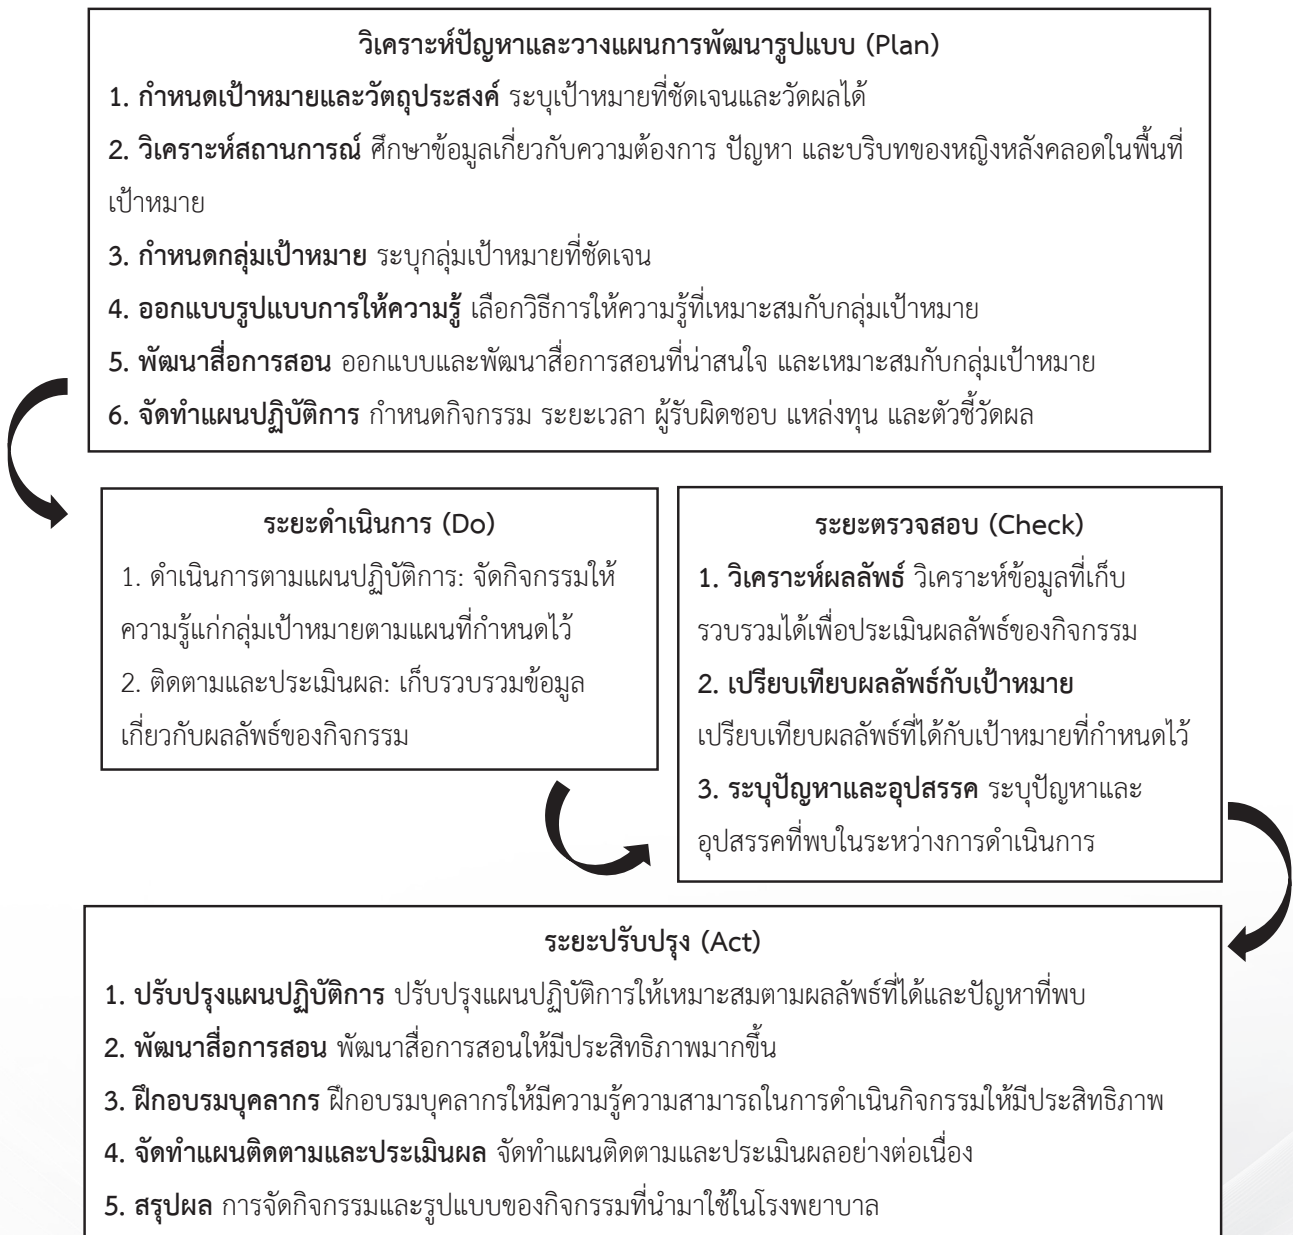 วิเคราะห์ปัญหาและวางแผนการพัฒนารูปแบบ (Plan)
1. กำหนดเป้าหมายและวัตถุประสงค์ ระบุเป้าหมายที่ชัดเจนและวัดผลได้
2. วิเคราะห์สถานการณ์ ศึกษาข้อมูลเกี่ยวกับความต้องการ ปัญหา และบริบทของหญิงหลังคลอดในพื้นที่
เป้าหมาย
3. กำหนดกลุ่มเป้าหมาย ระบุกลุ่มเป้าหมายที่ชัดเจน
4. ออกแบบรูปแบบการให้ความรู้ เลือกวิธีการให้ความรู้ที่เหมาะสมกับกลุ่มเป้าหมาย
5. พัฒนาสื่อการสอน ออกแบบและพัฒนาสื่อการสอนที่น่าสนใจ และเหมาะสมกับกลุ่มเป้าหมาย
6. จัดทำแผนปฏิบัติการ กำหนดกิจกรรม ระยะเวลา ผู้รับผิดชอบ แหล่งทุน และตัวชี้วัดผล
ระยะดำเนินการ (Do)
1. ดำเนินการตามแผนปฏิบัติการ: จัดกิจกรรมให้
ความรู้แก่กลุ่มเป้าหมายตามแผนที่กำหนดไว้
2. ติดตามและประเมินผล: เก็บรวบรวมข้อมูล
เกี่ยวกับผลลัพธ์ของกิจกรรม
ระยะตรวจสอบ (Check)
1. วิเคราะห์ผลลัพธ์ วิเคราะห์ข้อมูลที่เก็บ
รวบรวมได้เพื่อประเมินผลลัพธ์ของกิจกรรม
2. เปรียบเทียบผลลัพธ์กับเป้าหมาย
เปรียบเทียบผลลัพธ์ที่ได้กับเป้าหมายที่กำหนดไว้
3. ระบุปัญหาและอุปสรรค ระบุปัญหาและ
อุปสรรคที่พบในระหว่างการดำเนินการ
ระยะปรับปรุง (Act)
1. ปรับปรุงแผนปฏิบัติการ ปรับปรุงแผนปฏิบัติการให้เหมาะสมตามผลลัพธ์ที่ได้และปัญหาที่พบ
2. พัฒนาสื่อการสอน พัฒนาสื่อการสอนให้มีประสิทธิภาพมากขึ้น
3. ฝึกอบรมบุคลากร ฝึกอบรมบุคลากรให้มีความรู้ความสามารถในการดำเนินกิจกรรมให้มีประสิทธิภาพ
4. จัดทำแผนติดตามและประเมินผล จัดทำแผนติดตามและประเมินผลอย่างต่อเนื่อง
5. สรุปผล การจัดกิจกรรมและรูปแบบของกิจกรรมที่นำมาใช้ในโรงพยาบาล